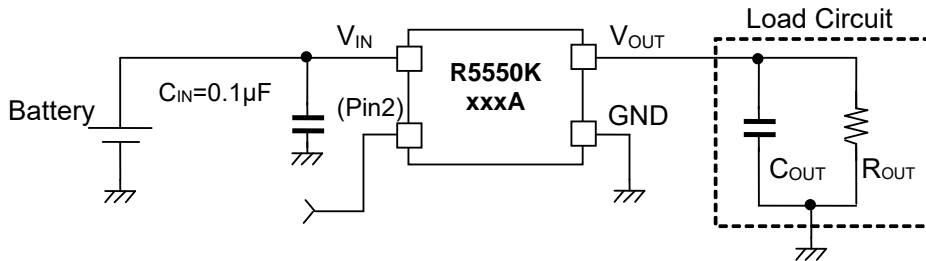 Load Circuit
VIN
VOUT
R5550K
xxxA
CIN=0.1µF
(Pin2)
GND
Battery
COUT
ROUT